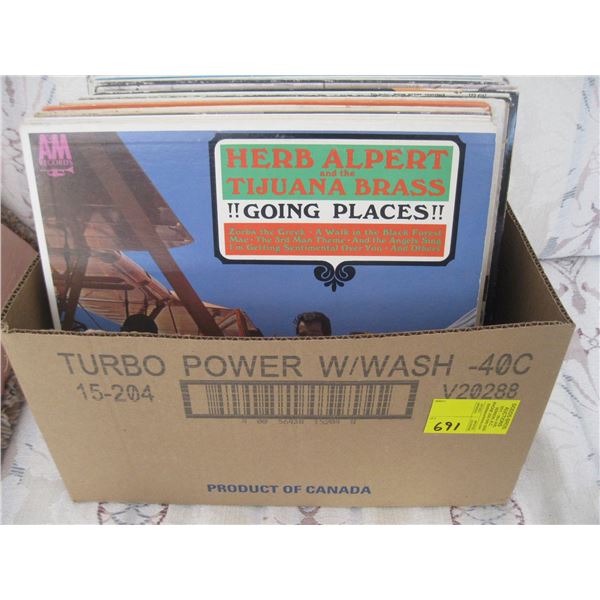 A&M
RECORDS
HERB ALPERT
and the
TIJUANA BRASS
!!GOING PLACES!!
Zorba the Greek • A Walk in the Black Forest
Mae • The 3rd Man Theme • And the Angels Sing
I'm Getting Sentimental Over You • And Others
TURBO POWER W/WASH -40C
15-204
V20288
691
PRODUCT OF CANADA